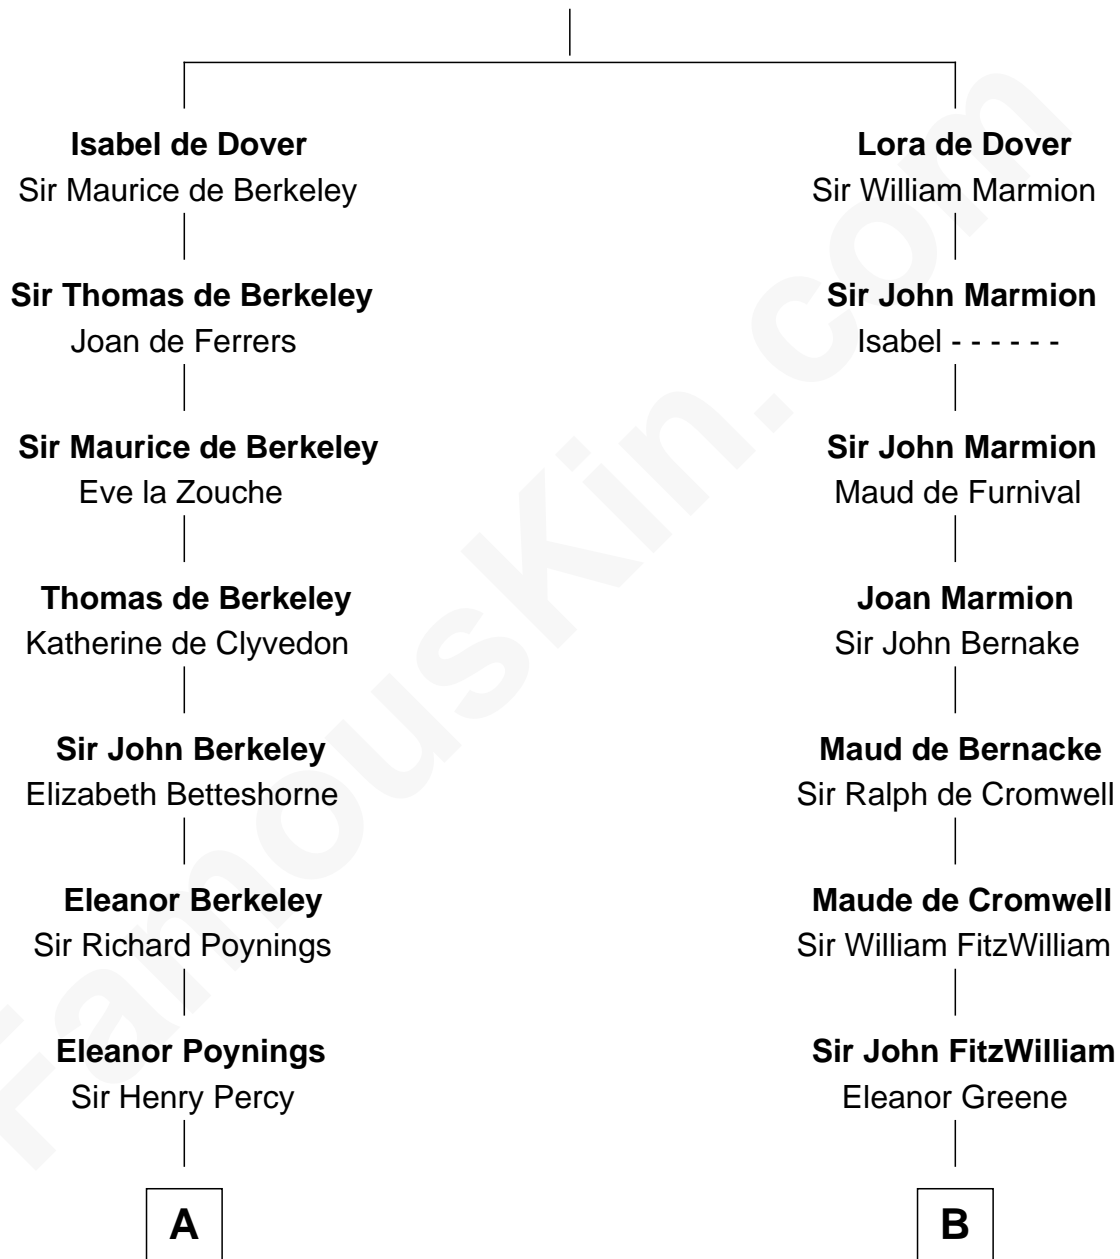 Isabel de Dover
Sir Maurice de Berkeley
Sir Thomas de Berkeley
Joan de Ferrers
Sir Maurice de Berkeley
Eve la Zouche
Thomas de Berkeley
Katherine de Clyvedon
Sir John Berkeley
Elizabeth Betteshorne
Eleanor Berkeley
Sir Richard Poynings
Eleanor Poynings
Sir Henry Percy
A
Lora de Dover
Sir William Marmion
Sir John Marmion
Isabel - - - - - -
Sir John Marmion
Maud de Furnival
Joan Marmion
Sir John Bernake
Maud de Bernacke
Sir Ralph de Cromwell
Maude de Cromwell
Sir William FitzWilliam
Sir John FitzWilliam
Eleanor Greene
B
FamousKin.com